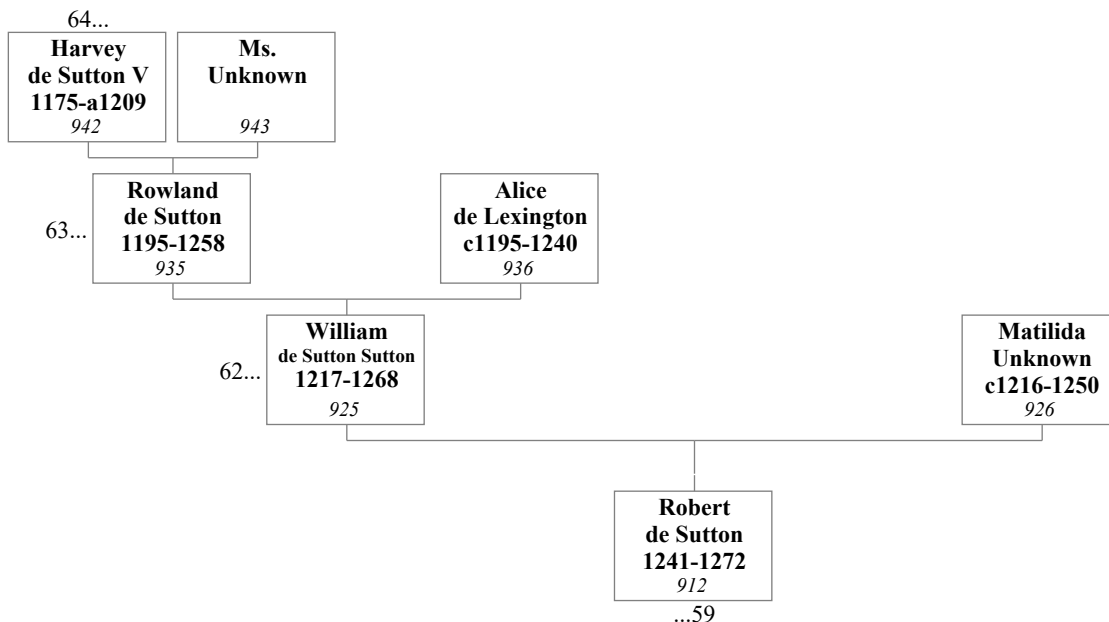 64...
Harvey
de Sutton V
1175-a1209
942
Ms.
Unknown
943
63...
Rowland
de Sutton
1195-1258
935
Alice
de Lexington
c1195-1240
936
62...
William
de Sutton Sutton
1217-1268
925
Matilida
Unknown
c1216-1250
926
Robert
de Sutton
1241-1272
912
...59